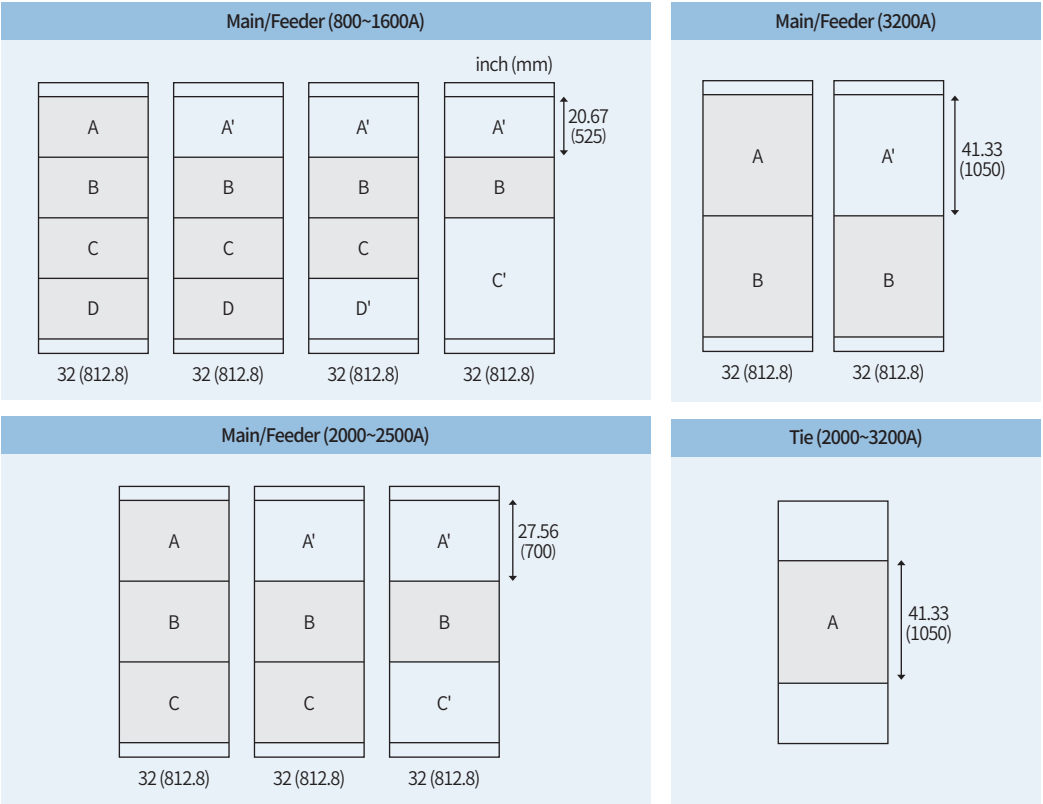 Main/Feeder (800~1600A)
inch (mm)
A
B
C
D
32 (812.8)
A'
B
C
D
32 (812.8)
A'
B
C
D'
32 (812.8)
A'
B
C'
32 (812.8)
20.67
(525)
Main/Feeder (3200A)
A
B
32 (812.8)
A'
B
32 (812.8)
41.33
(1050)
Main/Feeder (2000~2500A)
A
B
C
32 (812.8)
A'
B
C
32 (812.8)
A'
B
C'
32 (812.8)
27.56
(700)
Tie (2000~3200A)
A
41.33
(1050)